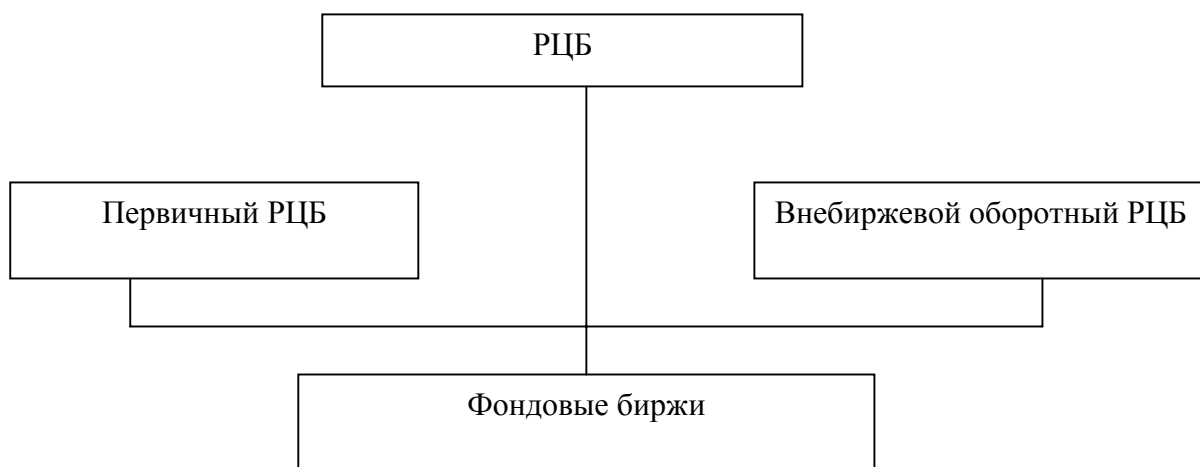 РЦБ
Первичный РЦБ
Внебиржевой оборотный РЦБ
Фондовые биржи